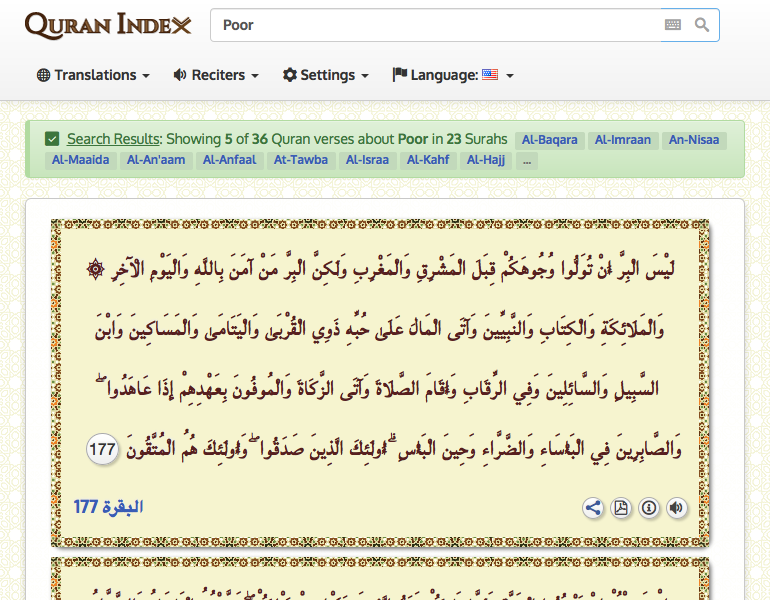 QURAN INDEX
Poor
Translations
Reciters
Settings
Language:
Search Results: Showing 5 of 36 Quran verses about Poor in 23 Surahs Al-Baqara Al-Imraan An-Nisaa
Al-Maaida Al-An'aam Al-Anfaal At-Tawba Al-Israa Al-Kahf Al-Hajj ...
۞ لَيْسَ الْبِرَّ أَنْ تُوَلُّوا وُجُوهَكُمْ قِبَلَ الْمَشْرِقِ وَالْمَغْرِبِ وَلَكِنَّ الْبِرَّ مَنْ آمَنَ بِاللَّهِ وَالْيَوْمِ الْآخِرِ
وَالْمَلَائِكَةِ وَالْكِتَابِ وَالنَّبِيِّينَ وَآتَى الْمَالَ عَلَى حُبِّهِ ذَوِي الْقُرْبَى وَالْيَتَامَى وَالْمَسَاكِينَ وَابْنَ
السَّبِيلِ وَالسَّائِلِينَ وَفِي الرِّقَابِ وَأَقَامَ الصَّلَاةَ وَآتَى الزَّكَاةَ وَالْمُوفُونَ بِعَهْدِهِمْ إِذَا عَاهَدُوا ۖ
وَالصَّابِرِينَ فِي الْبَأْسَاءِ وَالضَّرَّاءِ وَحِينَ الْبَأْسِ ۗ أُولَئِكَ الَّذِينَ صَدَقُوا ۖ وَأُولَئِكَ هُمُ الْمُتَّقُونَ 177
البقرة 177